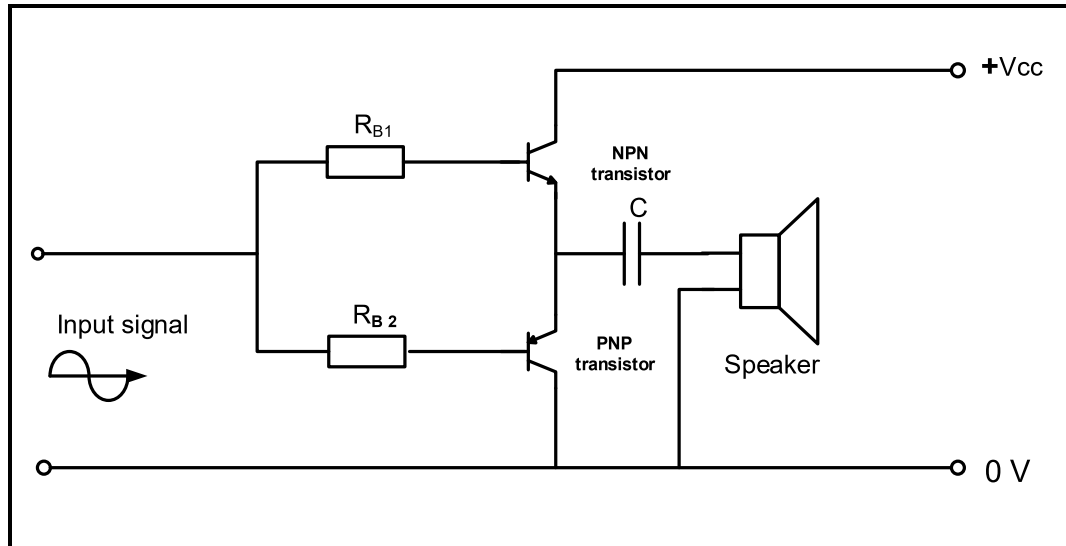 +Vcc
R_B1
NPN
transistor
C
Input signal
R_B 2
PNP
transistor
Speaker
0 V